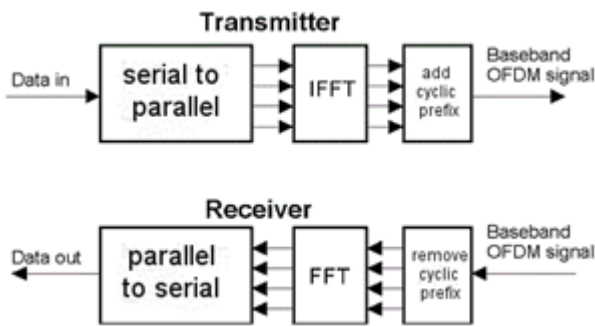 Transmitter
Data in
serial to
parallel
IFFT
add
cyclic
prefix
Baseband
OFDM signal
Receiver
Data out
parallel
to serial
FFT
remove
cyclic
prefix
Baseband
OFDM signal